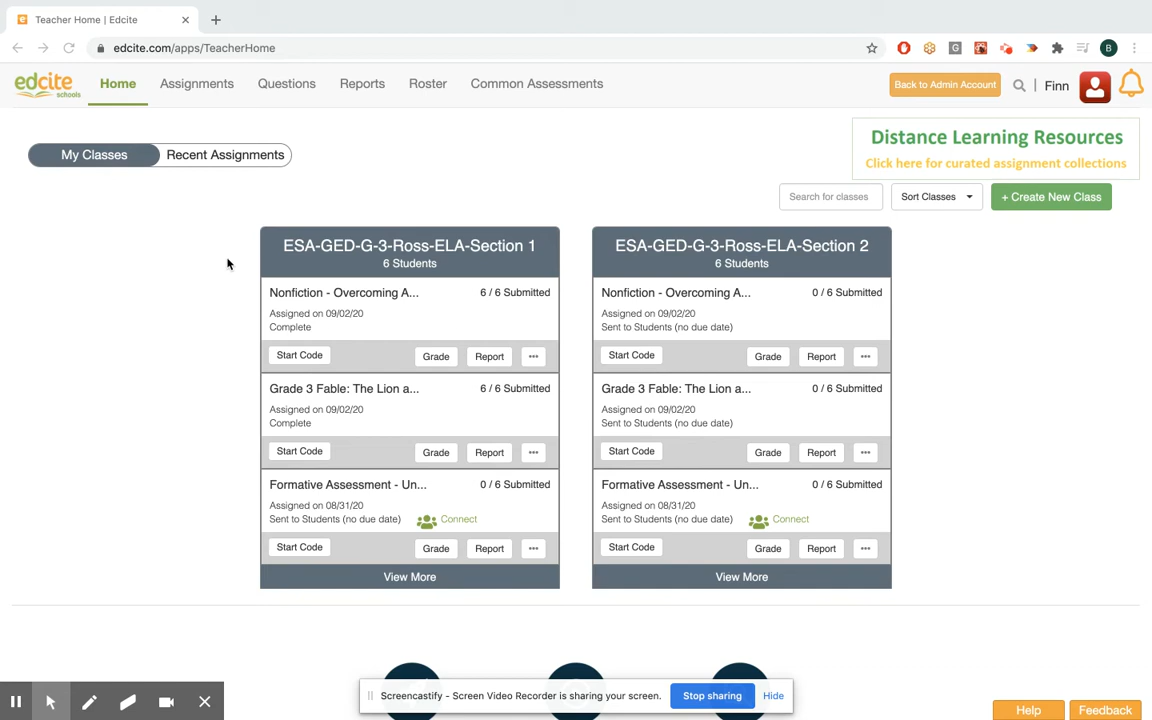 Teacher Home | Edcite
edcite.com/apps/TeacherHome
G
B
edcite
schools
Home
Assignments
Questions
Reports
Roster
Common Assessments
Back to Admin Account
|
Finn
My Classes
Recent Assignments
Distance Learning Resources
Click here for curated assignment collections
Search for classes
Sort Classes
+ Create New Class
ESA-GED-G-3-Ross-ELA-Section 1
6 Students
Nonfiction - Overcoming A...
6 / 6 Submitted
Assigned on 09/02/20
Complete
Start Code
Grade
Report
...
Grade 3 Fable: The Lion a...
6 / 6 Submitted
Assigned on 09/02/20
Complete
Start Code
Grade
Report
...
Formative Assessment - Un...
0 / 6 Submitted
Assigned on 08/31/20
Sent to Students (no due date)
Connect
Start Code
Grade
Report
...
View More
ESA-GED-G-3-Ross-ELA-Section 2
6 Students
Nonfiction - Overcoming A...
0 / 6 Submitted
Assigned on 09/02/20
Sent to Students (no due date)
Start Code
Grade
Report
...
Grade 3 Fable: The Lion a...
0 / 6 Submitted
Assigned on 09/02/20
Sent to Students (no due date)
Start Code
Grade
Report
...
Formative Assessment - Un...
0 / 6 Submitted
Assigned on 08/31/20
Sent to Students (no due date)
Connect
Start Code
Grade
Report
...
View More
Screencastify - Screen Video Recorder is sharing your screen.
Stop sharing
Hide
Help
Feedback